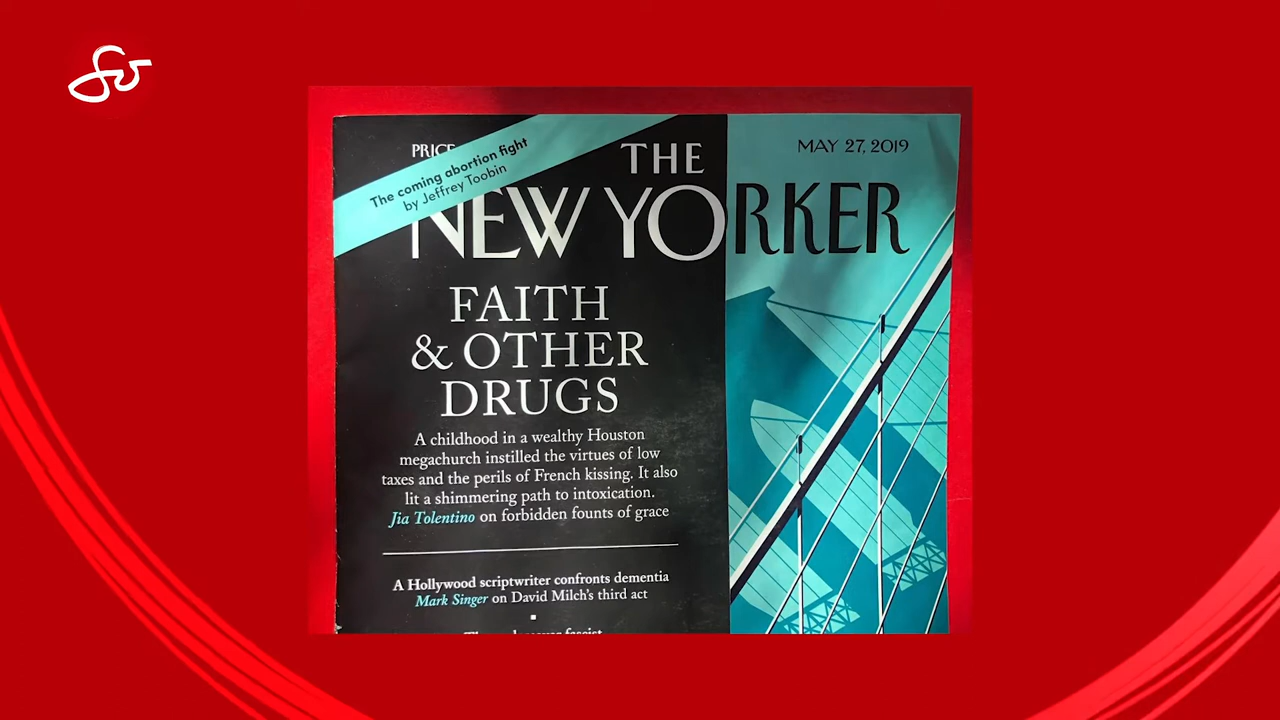 The coming abortion fight
by Jeffrey Toobin
PRICE
MAY 27, 2019
THE
NEW YORKER
FAITH
& OTHER
DRUGS
A childhood in a wealthy Houston
megachurch instilled the virtues of low
taxes and the perils of French kissing. It also
lit a shimmering path to intoxication.
Jia Tolentino on forbidden founts of grace
A Hollywood scriptwriter confronts dementia
Mark Singer on David Milch's third act